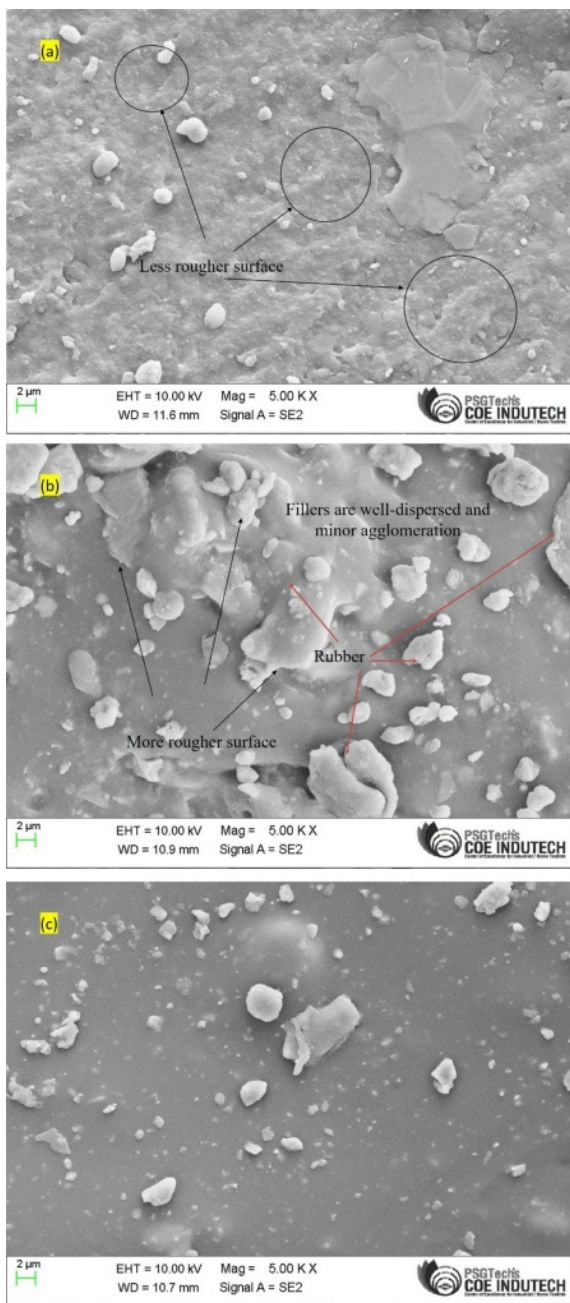 (a)
Less rougher surface
2 µm
EHT = 10.00 kV Mag = 5.00 K X
WD = 11.6 mm Signal A = SE2
PSGTech's
COE INDUTECH
(b)
Fillers are well-dispersed and
minor agglomeration
Rubber
More rougher surface
2 µm
EHT = 10.00 kV Mag = 5.00 K X
WD = 10.9 mm Signal A = SE2
PSGTech's
COE INDUTECH
(c)
2 µm
EHT = 10.00 kV Mag = 5.00 K X
WD = 10.7 mm Signal A = SE2
PSGTech's
COE INDUTECH